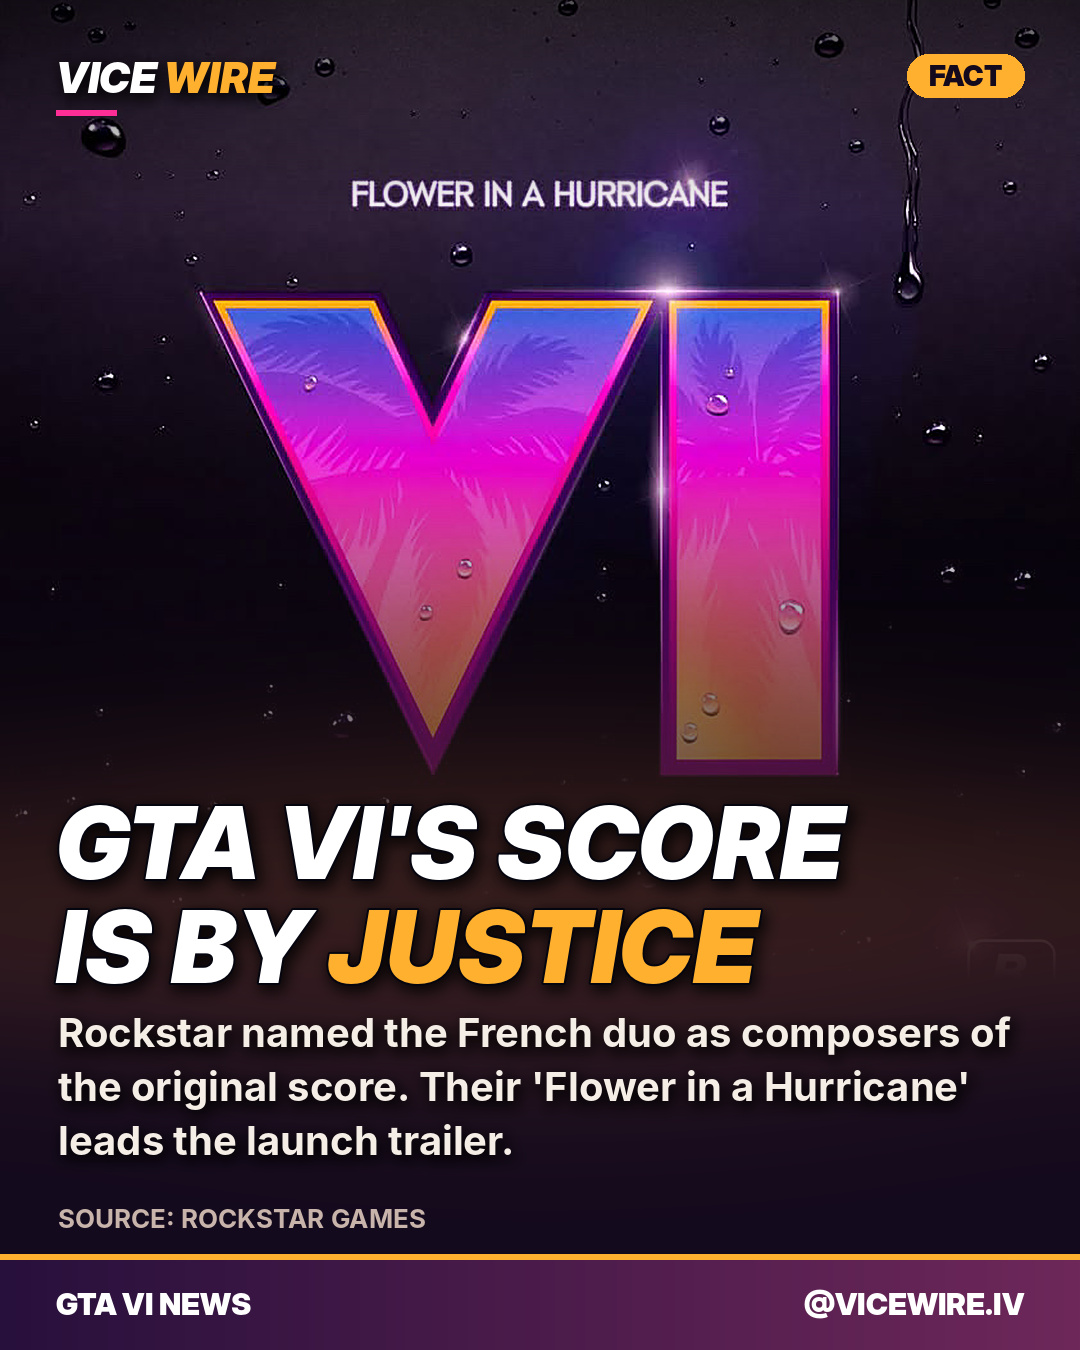 VICE WIRE
FACT
FLOWER IN A HURRICANE
VI
GTA VI'S SCORE
IS BY JUSTICE
Rockstar named the French duo as composers of
the original score. Their 'Flower in a Hurricane'
leads the launch trailer.
SOURCE: ROCKSTAR GAMES
GTA VI NEWS
@VICEWIRE.IV